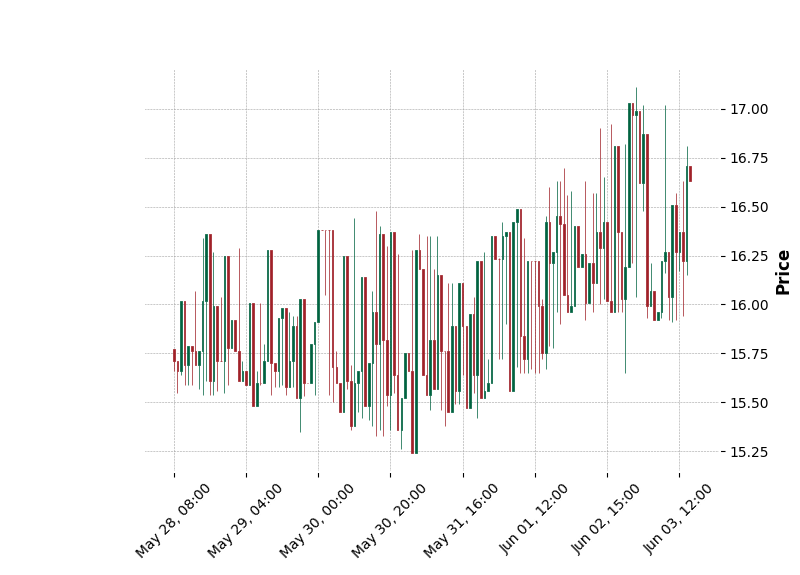 17.00
16.75
16.50
16.25
16.00
15.75
15.50
15.25
Price
May 28, 08:00
May 29, 04:00
May 30, 00:00
May 30, 20:00
May 31, 16:00
Jun 01, 12:00
Jun 02, 15:00
Jun 03, 12:00